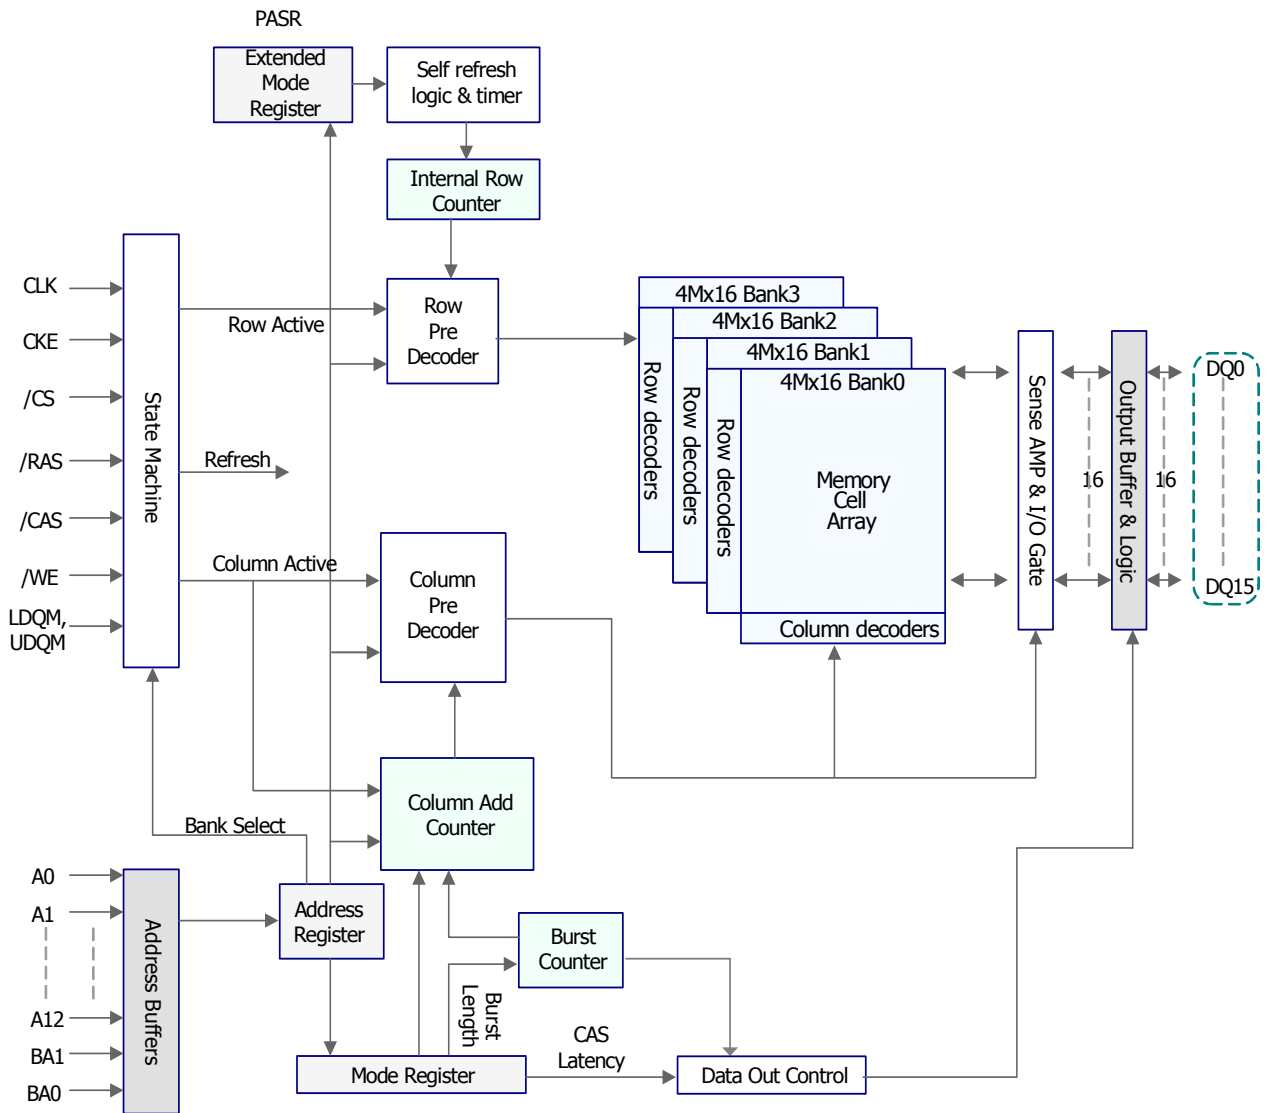 PASR
Extended
Mode
Register
Self refresh
logic & timer
Internal Row
Counter
CLK
CKE
/CS
/RAS
/CAS
/WE
LDQM,
UDQM
State Machine
Row Active
Refresh
Column Active
Row
Pre
Decoder
Column
Pre
Decoder
4Mx16 Bank3
4Mx16 Bank2
4Mx16 Bank1
4Mx16 Bank0
Row decoders
Row decoders
Row decoders
Memory
Cell
Array
Column decoders
Sense AMP & I/O Gate
16
Output Buffer & Logic
16
DQ0
DQ15
Column Add
Counter
Bank Select
A0
A1
A12
BA1
BA0
Address Buffers
Address
Register
Burst
Counter
Burst
Length
CAS
Latency
Mode Register
Data Out Control